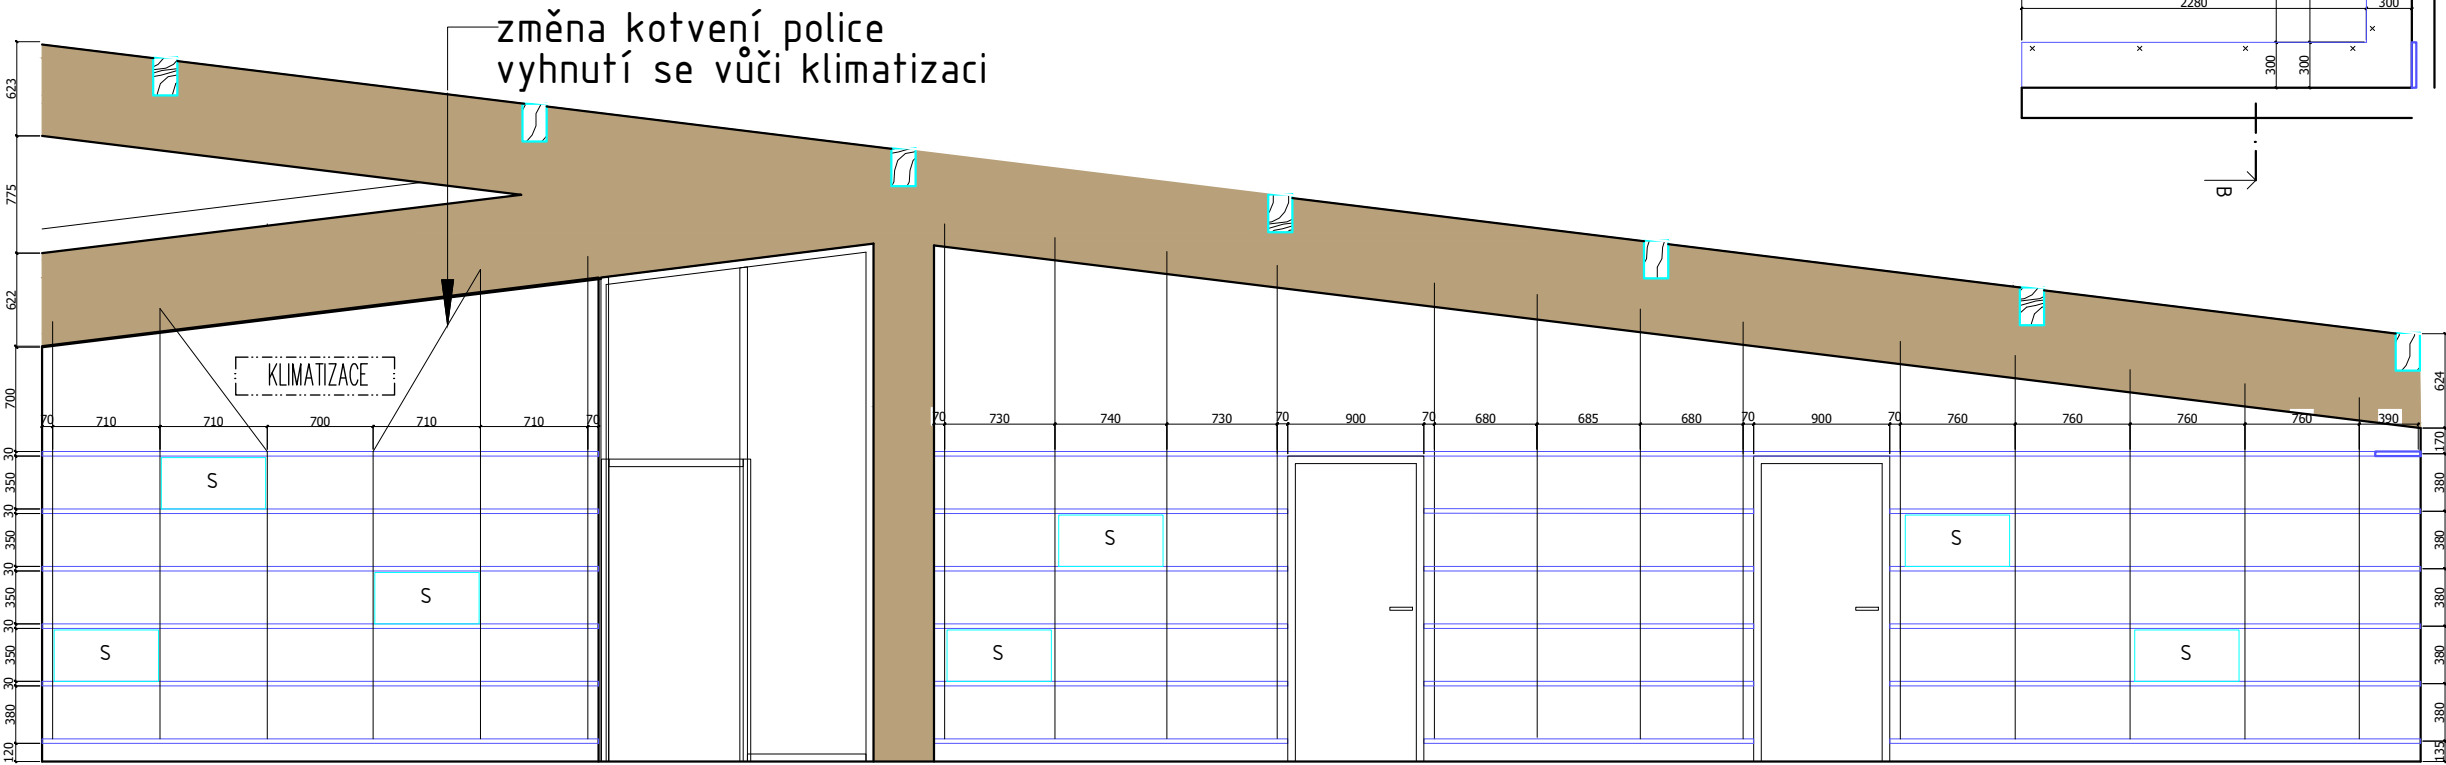 změna kotvení police
vyhnutí se vůči klimatizaci
2280 300
300 300
B
623
775
622
700
30
350
30
350
30
350
30
350
30
380
120
KLIMATIZACE
70 710 710 700 710 710 70
70 730 740 730 70 900 70 680 685 680 70 900 70 760 760 760 760 390
S
S
S
S
S
S
S
624
170
380
380
380
380
380
135